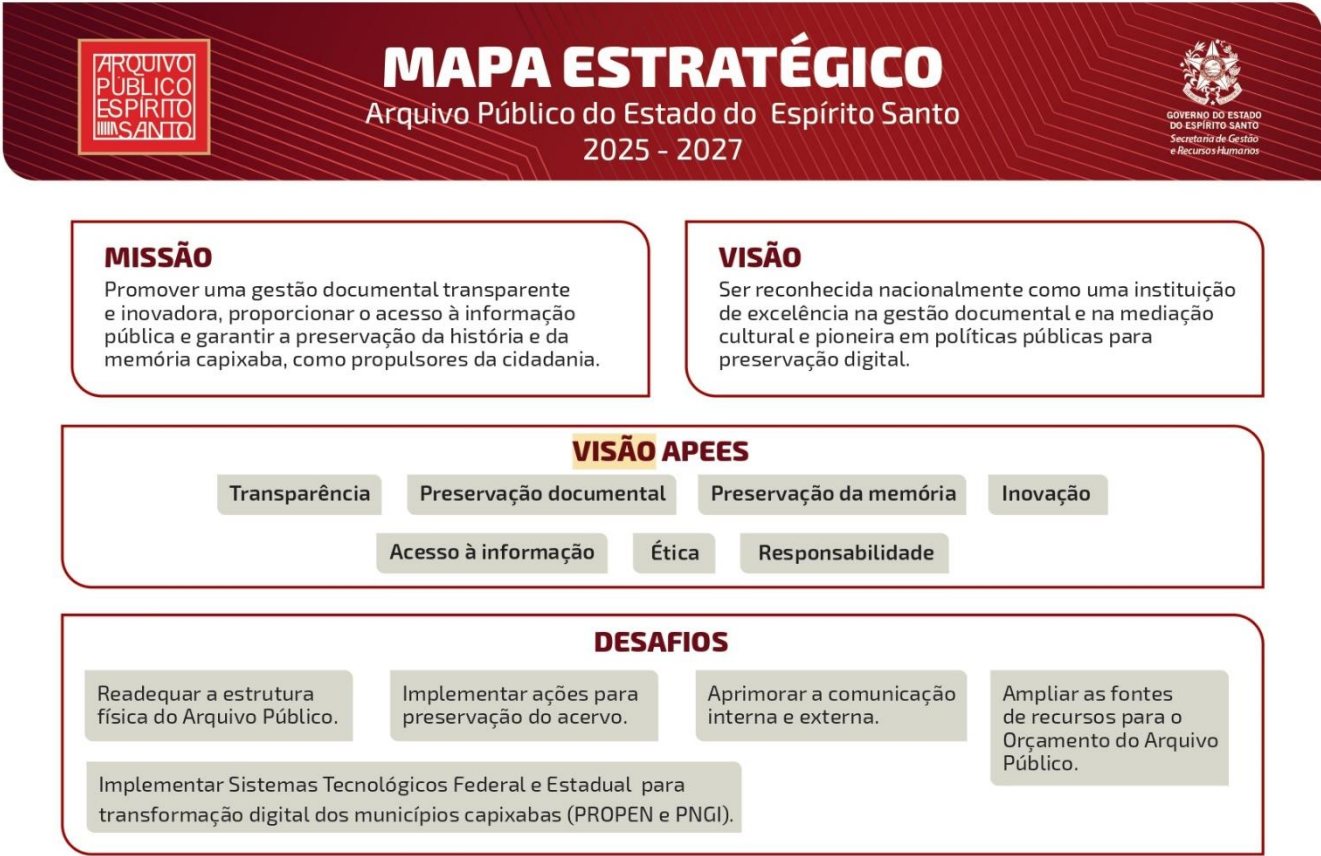 ARQUIVO
PÚBLICO
ESPÍRITO
SANTO
MAPA ESTRATÉGICO
Arquivo Público do Estado do Espírito Santo
2025 - 2027
GOVERNO DO ESTADO
DO ESPÍRITO SANTO
Secretaria de Gestão
e Recursos Humanos
MISSÃO
Promover uma gestão documental transparente
e inovadora, proporcionar o acesso à informação
pública e garantir a preservação da história e da
memória capixaba, como propulsores da cidadania.
VISÃO
Ser reconhecida nacionalmente como uma instituição
de excelência na gestão documental e na mediação
cultural e pioneira em políticas públicas para
preservação digital.
VISÃO APEES
Transparência
Preservação documental
Preservação da memória
Inovação
Acesso à informação
Ética
Responsabilidade
DESAFIOS
Readequar a estrutura
física do Arquivo Público.
Implementar ações para
preservação do acervo.
Aprimorar a comunicação
interna e externa.
Ampliar as fontes
de recursos para o
Orçamento do Arquivo
Público.
Implementar Sistemas Tecnológicos Federal e Estadual para
transformação digital dos municípios capixabas (PROPEN e PNGI).